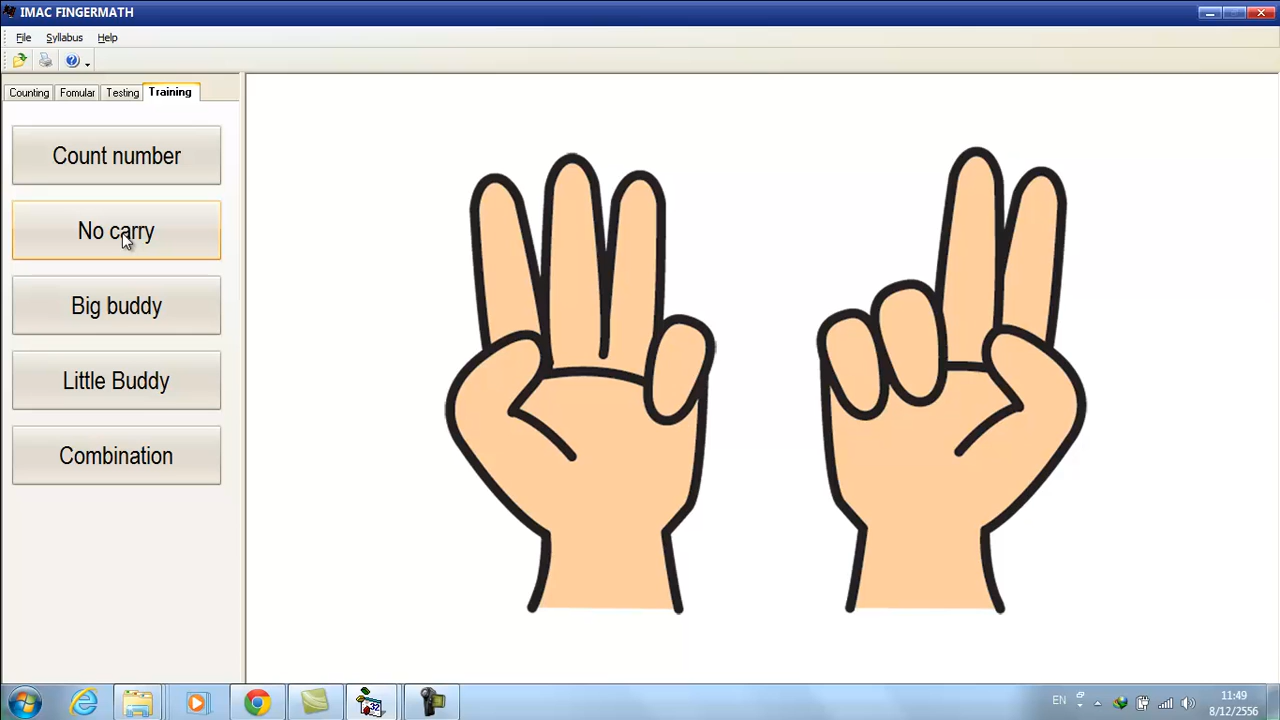 IMAC FINGERMATH
File Syllabus Help
Counting Fomular Testing Training
Count number
No carry
Big buddy
Little Buddy
Combination
32
EN
11:49
8/12/2556